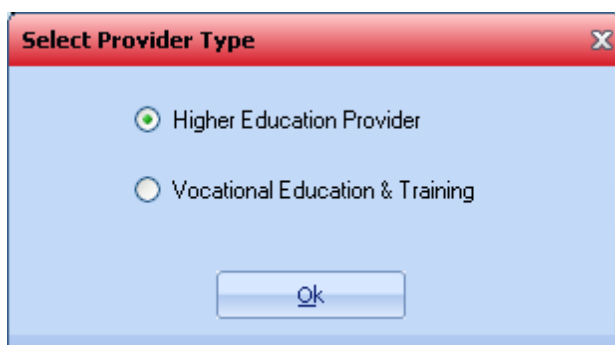 Select Provider Type
Higher Education Provider
Vocational Education & Training
Ok